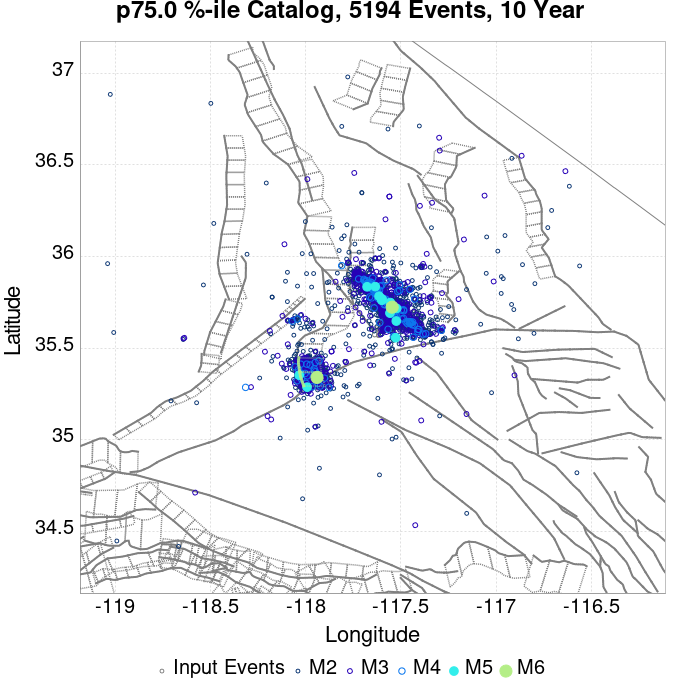 p75.0 %-ile Catalog, 5194 Events, 10 Year
37
36.5
36
35.5
35
34.5
Latitude
-119
-118.5
-118
-117.5
-117
-116.5
Longitude
Input Events
M2
M3
M4
M5
M6